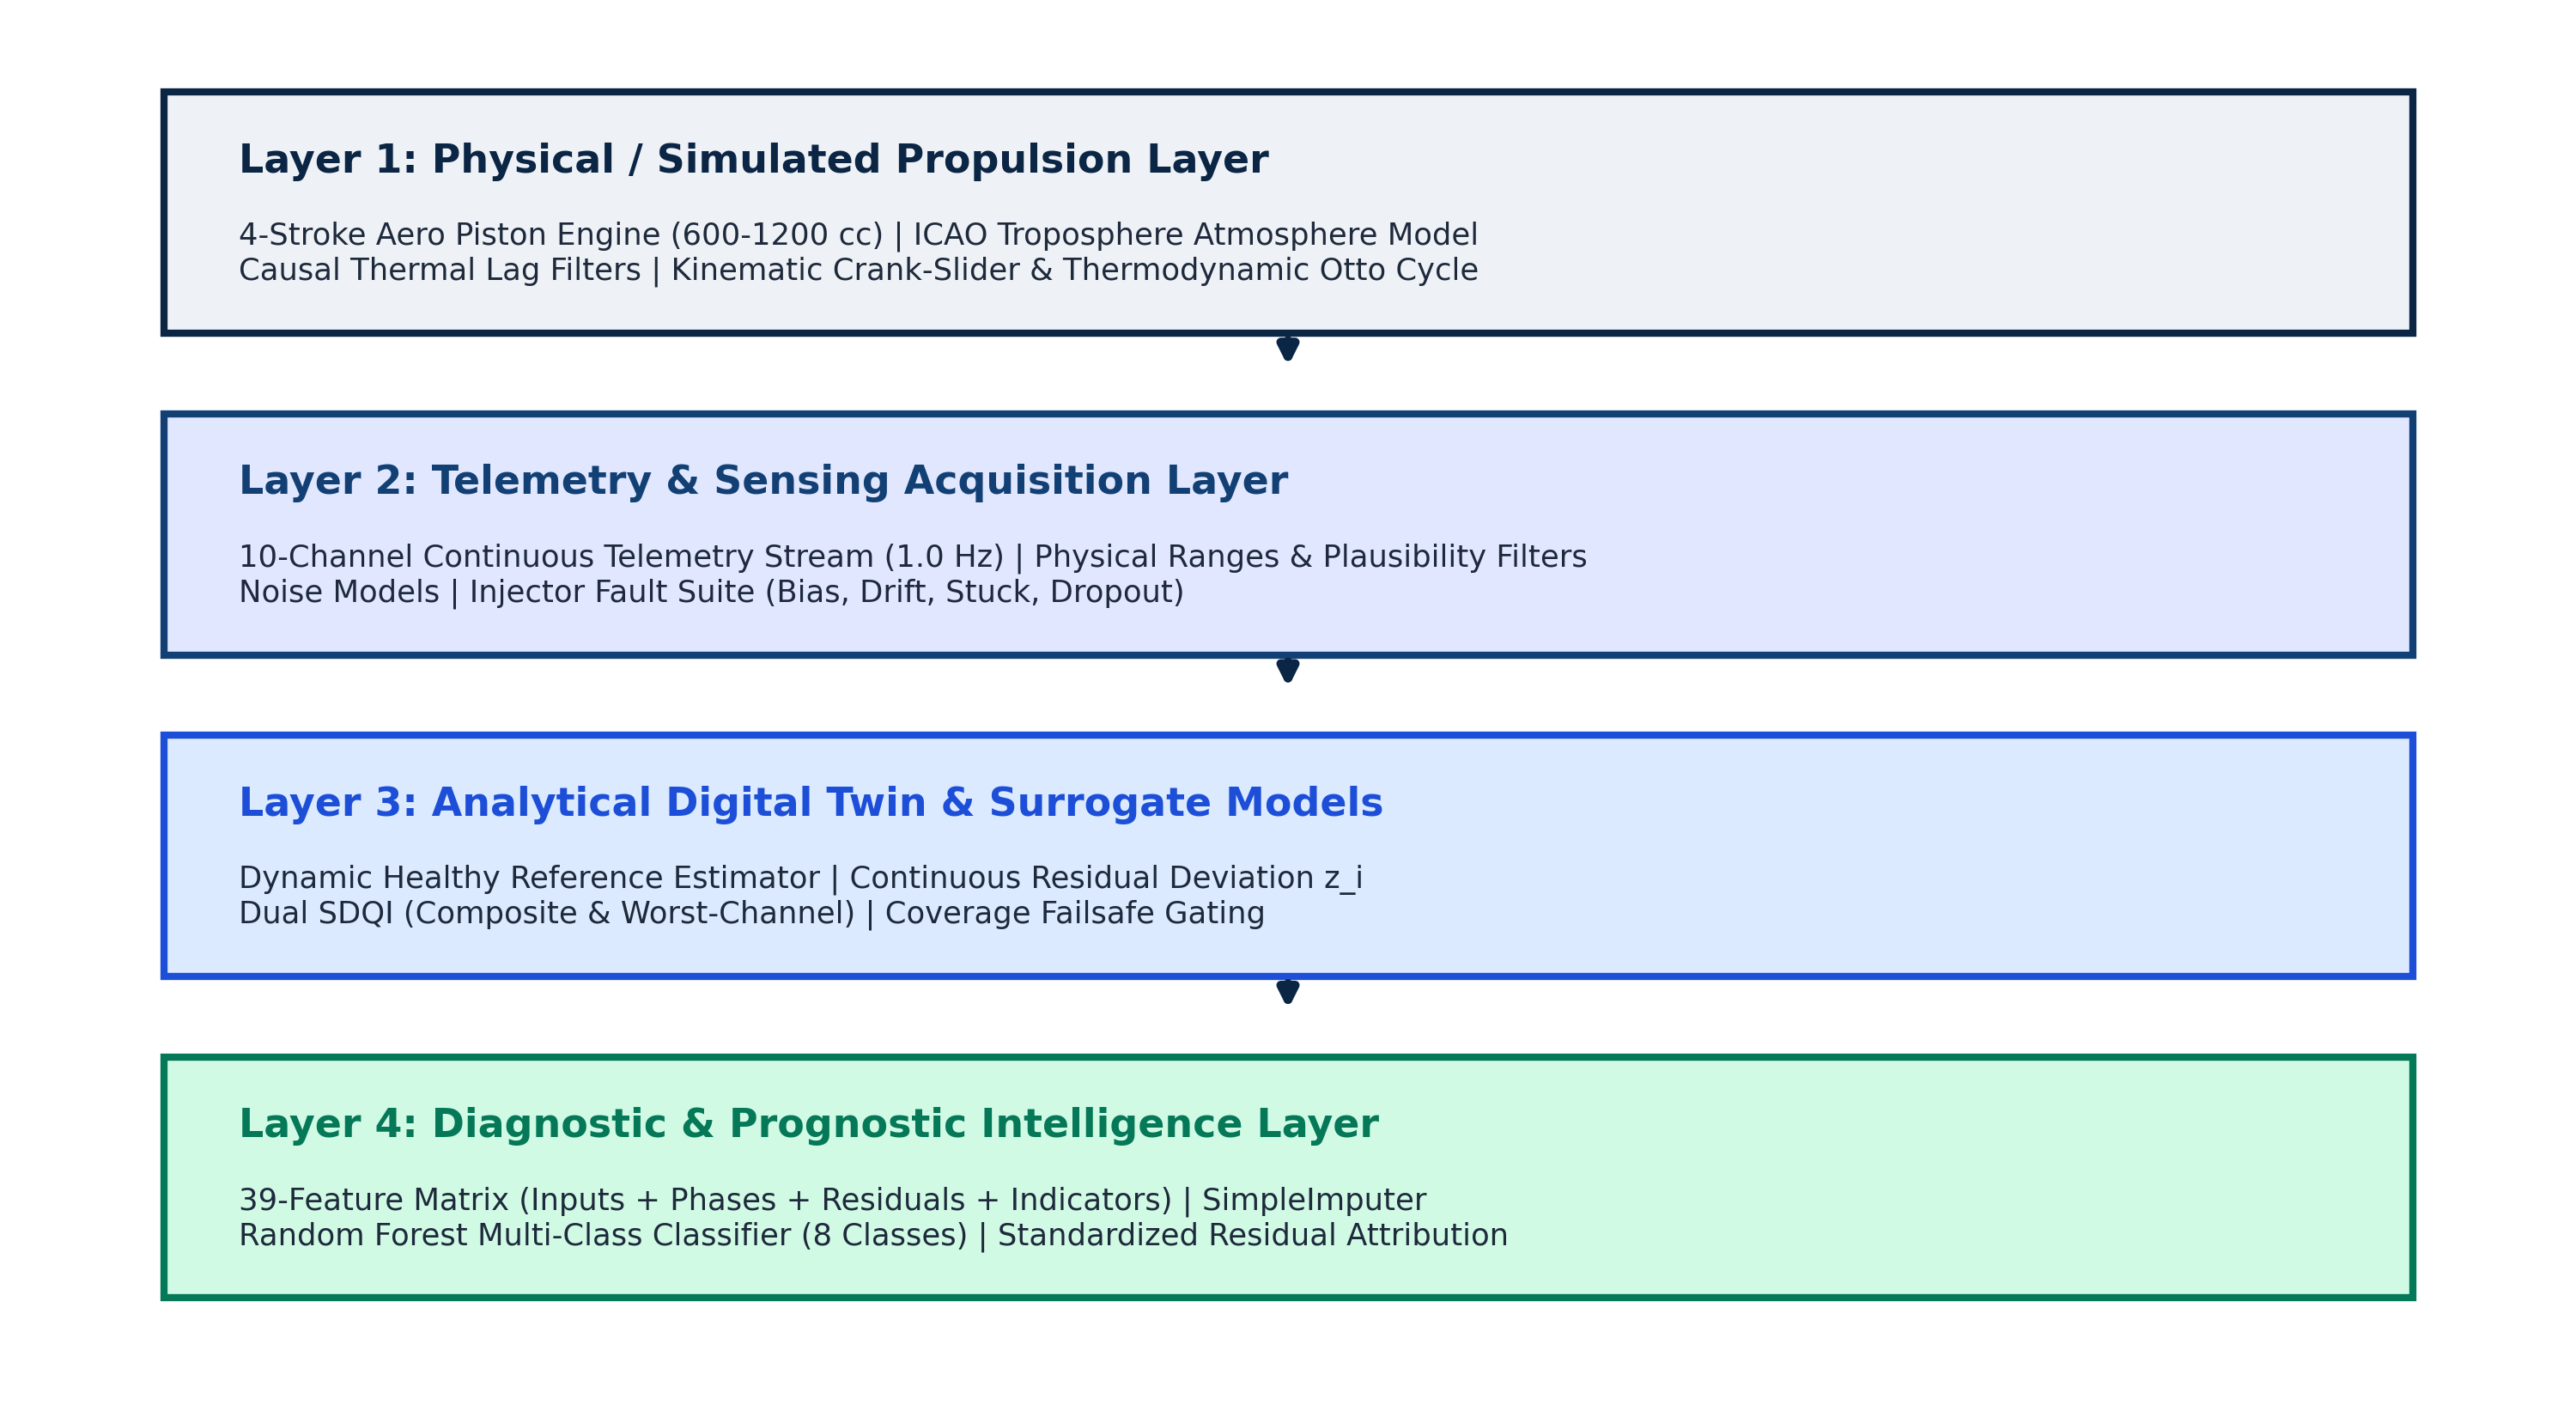 Layer 1: Physical / Simulated Propulsion Layer
4-Stroke Aero Piston Engine (600-1200 cc) | ICAO Troposphere Atmosphere Model
Causal Thermal Lag Filters | Kinematic Crank-Slider & Thermodynamic Otto Cycle
Layer 2: Telemetry & Sensing Acquisition Layer
10-Channel Continuous Telemetry Stream (1.0 Hz) | Physical Ranges & Plausibility Filters
Noise Models | Injector Fault Suite (Bias, Drift, Stuck, Dropout)
Layer 3: Analytical Digital Twin & Surrogate Models
Dynamic Healthy Reference Estimator | Continuous Residual Deviation z_i
Dual SDQI (Composite & Worst-Channel) | Coverage Failsafe Gating
Layer 4: Diagnostic & Prognostic Intelligence Layer
39-Feature Matrix (Inputs + Phases + Residuals + Indicators) | SimpleImputer
Random Forest Multi-Class Classifier (8 Classes) | Standardized Residual Attribution